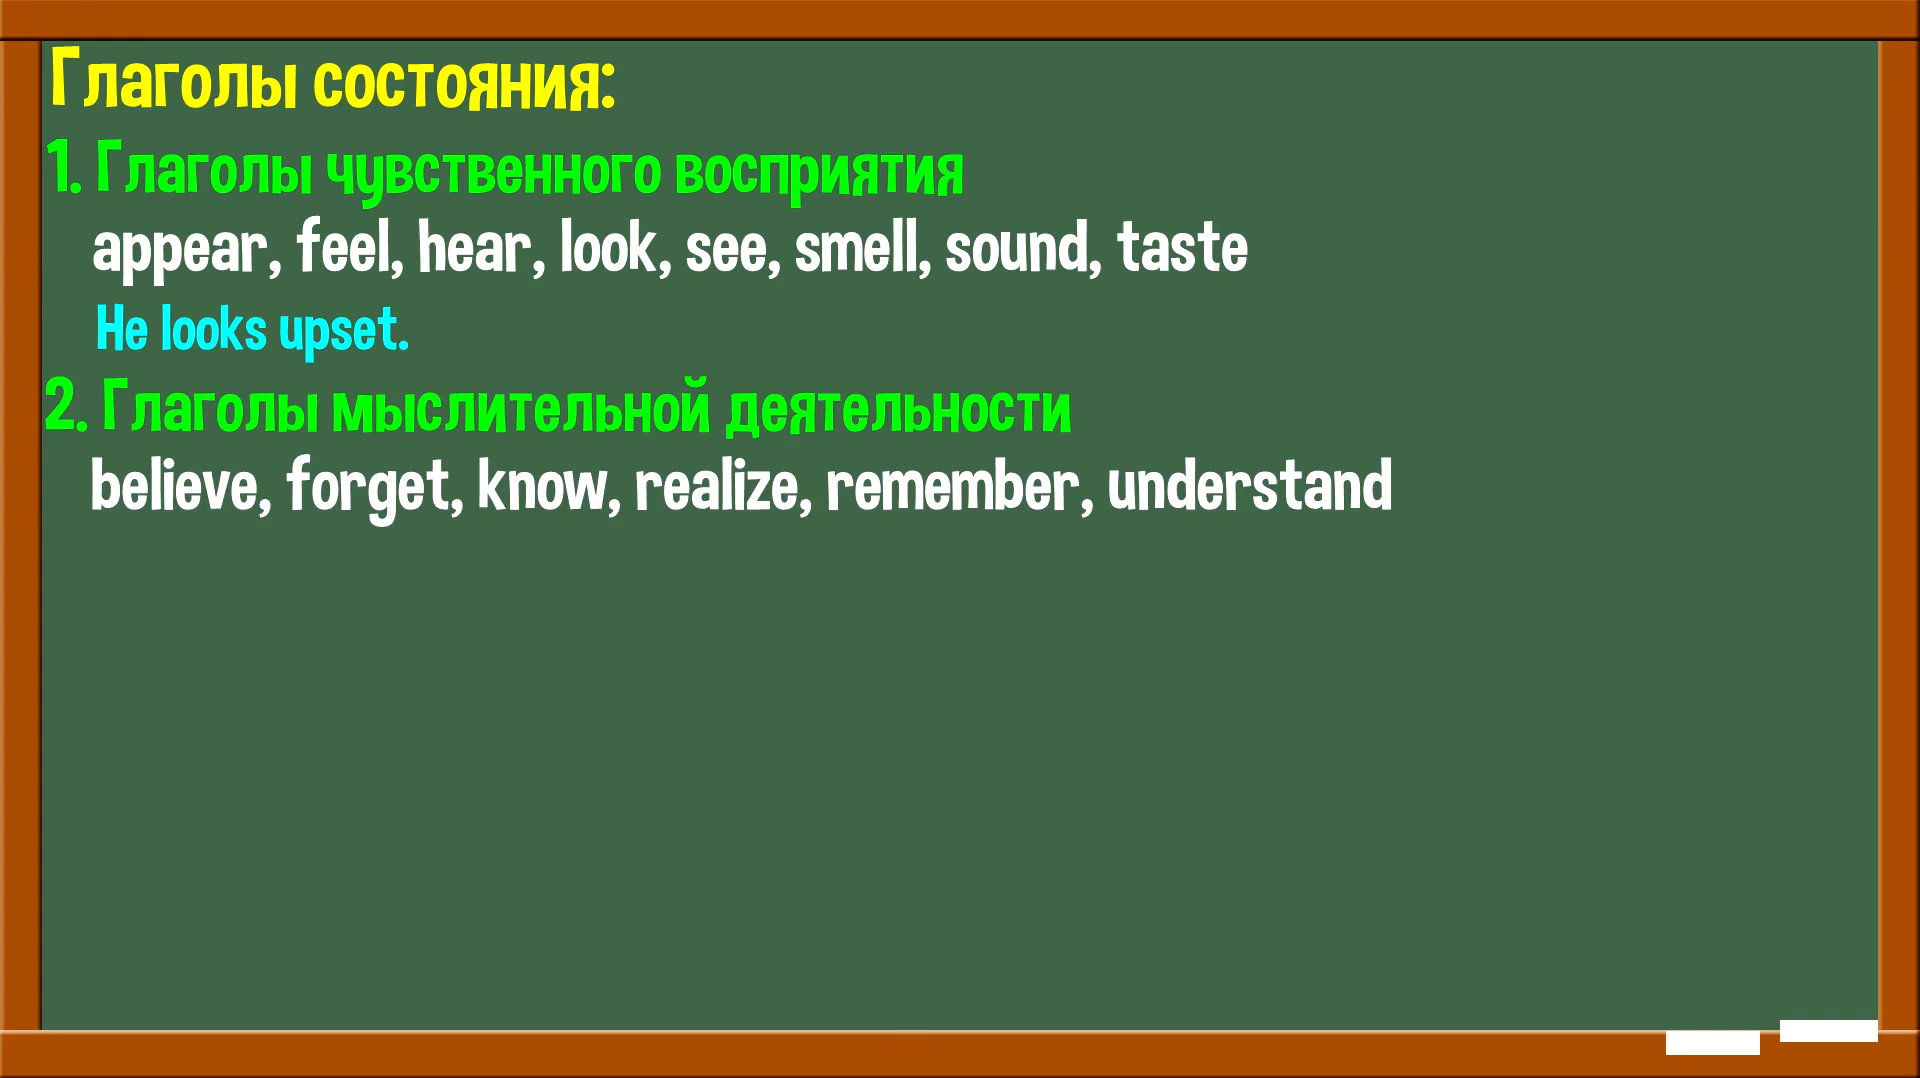 Глаголы состояния:
1. Глаголы чувственного восприятия
appear, feel, hear, look, see, smell, sound, taste
He looks upset.
2. Глаголы мыслительной деятельности
believe, forget, know, realize, remember, understand